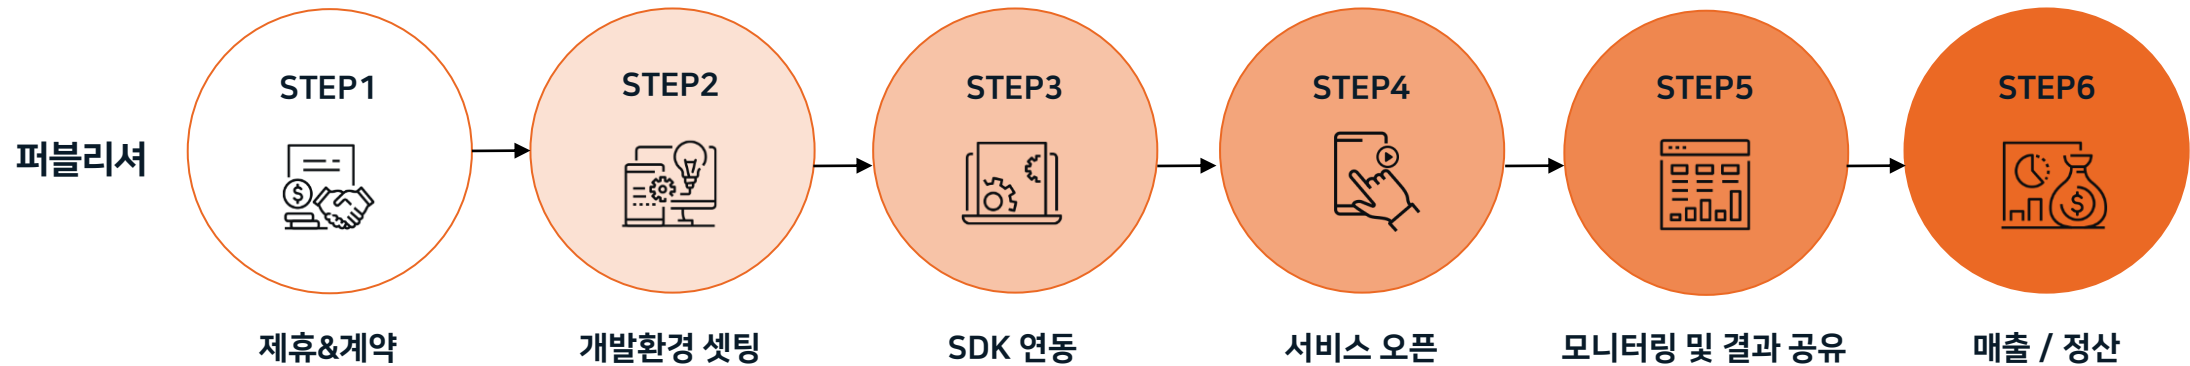 퍼블리셔
STEP1
제휴&계약
STEP2
개발환경 셋팅
STEP3
SDK 연동
STEP4
서비스 오픈
STEP5
모니터링 및 결과 공유
STEP6
매출 / 정산